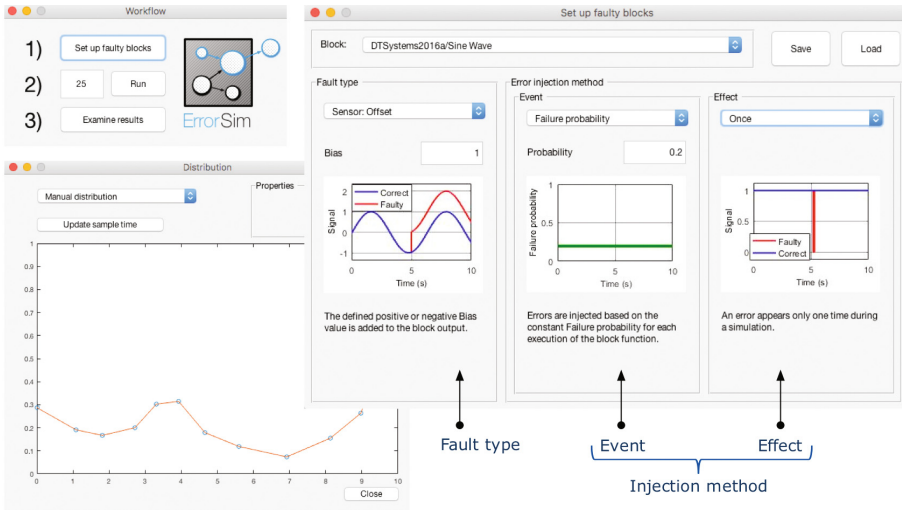 Workflow
1) Set up faulty blocks
2) 25 Run
3) Examine results
ErrorSim
Distribution
Manual distribution
Properties
Update sample time
1
0.9
0.8
0.7
0.6
0.5
0.4
0.3
0.2
0.1
0
0 1 2 3 4 5 6 7 8 9 10
Close
Set up faulty blocks
Block: DTSystems2016a/Sine Wave
Save
Load
Fault type
Sensor: Offset
Bias 1
Signal
2
1
0
-1
Correct
Faulty
0 5 10
Time (s)
The defined positive or negative Bias
value is added to the block output.
Error injection method
Event
Failure probability
Probability 0.2
Failure probability
1
0.5
0
0 5 10
Time (s)
Errors are injected based on the
constant Failure probability for each
execution of the block function.
Effect
Once
Signal
1
0.5
0
Faulty
Correct
0 5 10
Time (s)
An error appears only one time during
a simulation.
Fault type
Event
Effect
Injection method